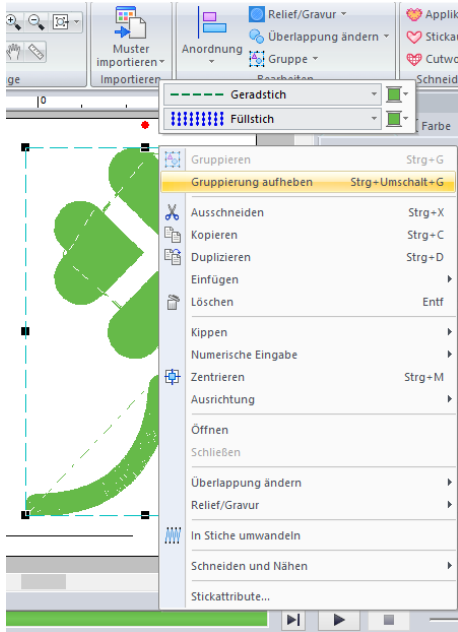 Relief/Gravur
Applik
Überlappung ändern
Stickau
Muster
importieren
Anordnung
Gruppe
Cutwo
ge
Importieren
Bearbeiten
Schneid
Geradstich
Füllstich
Farbe
0
Gruppieren Strg+G
Gruppierung aufheben Strg+Umschalt+G
Ausschneiden Strg+X
Kopieren Strg+C
Duplizieren Strg+D
Einfügen
Löschen Entf
Kippen
Numerische Eingabe
Zentrieren Strg+M
Ausrichtung
Öffnen
Schließen
Überlappung ändern
Relief/Gravur
In Stiche umwandeln
Schneiden und Nähen
Stickattribute...